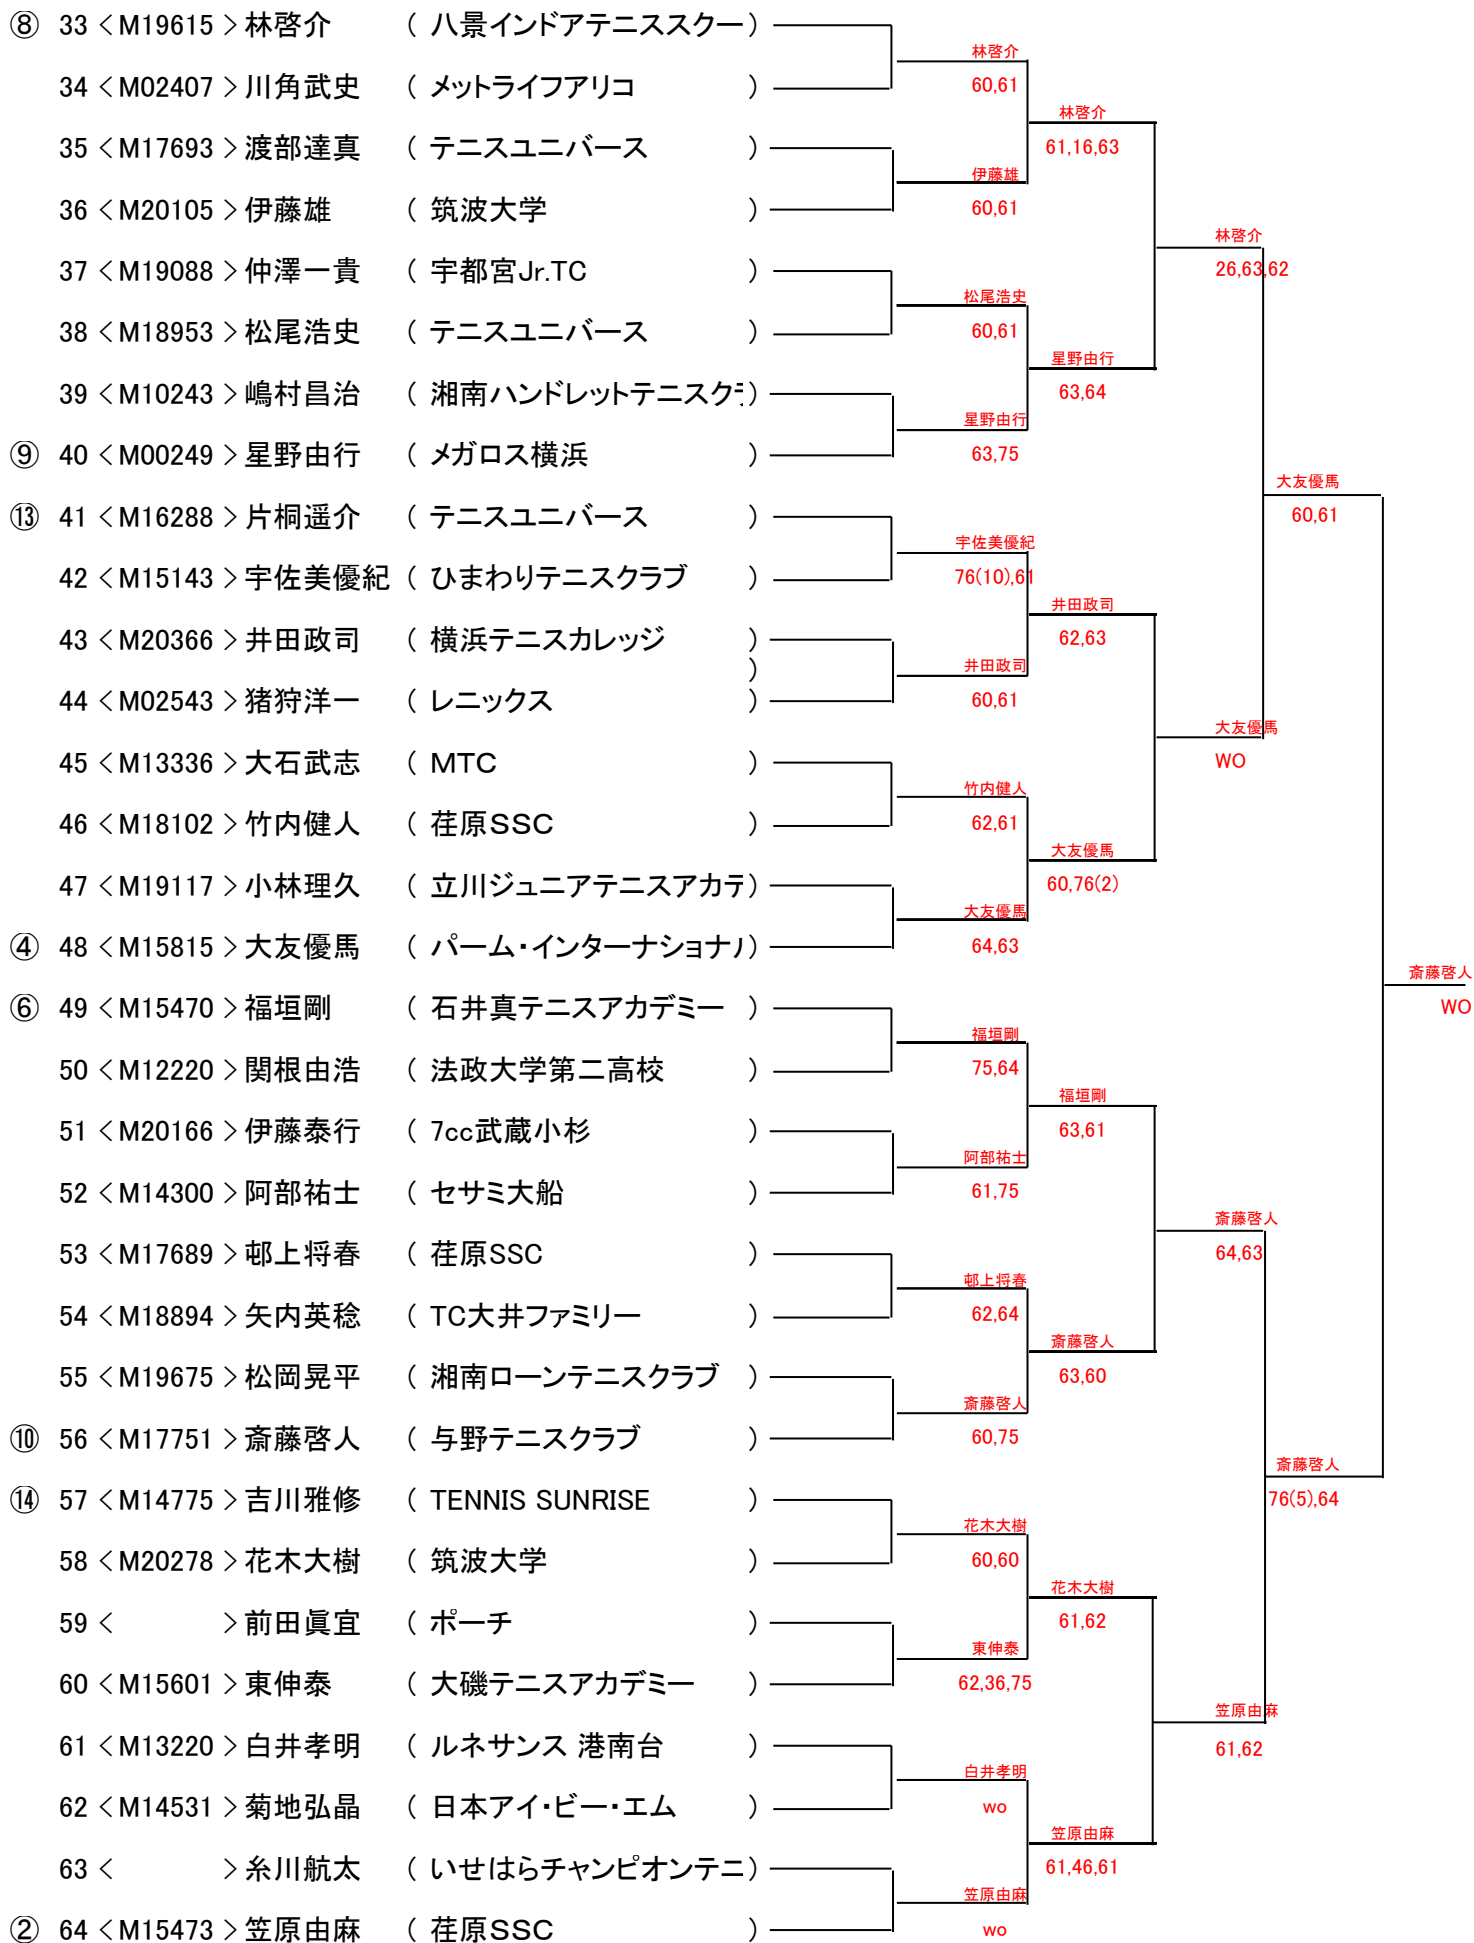 ⑧ 33 <M19615> 林啓介 ( 八景インドアテニススクー)
34 <M02407> 川角武史 ( メットライフアリコ )
35 <M17693> 渡部達真 ( テニスユニバース )
36 <M20105> 伊藤雄 ( 筑波大学 )
37 <M19088> 仲澤一貴 ( 宇都宮Jr.TC )
38 <M18953> 松尾浩史 ( テニスユニバース )
39 <M10243> 嶋村昌治 ( 湘南ハンドレットテニスクラ)
⑨ 40 <M00249> 星野由行 ( メガロス横浜 )
⑬ 41 <M16288> 片桐遥介 ( テニスユニバース )
42 <M15143> 宇佐美優紀 ( ひまわりテニスクラブ )
43 <M20366> 井田政司 ( 横浜テニスカレッジ )
)
44 <M02543> 猪狩洋一 ( レニックス )
45 <M13336> 大石武志 ( MTC )
46 <M18102> 竹内健人 ( 荏原SSC )
47 <M19117> 小林理久 ( 立川ジュニアテニスアカデ)
④ 48 <M15815> 大友優馬 ( パーム・インターナショナル)
⑥ 49 <M15470> 福垣剛 ( 石井真テニスアカデミー )
50 <M12220> 関根由浩 ( 法政大学第二高校 )
51 <M20166> 伊藤泰行 ( 7cc武蔵小杉 )
52 <M14300> 阿部祐士 ( セサミ大船 )
53 <M17689> 邨上将春 ( 荏原SSC )
54 <M18894> 矢内英稔 ( TC大井ファミリー )
55 <M19675> 松岡晃平 ( 湘南ローンテニスクラブ )
⑩ 56 <M17751> 斎藤啓人 ( 与野テニスクラブ )
⑭ 57 <M14775> 吉川雅修 ( TENNIS SUNRISE )
58 <M20278> 花木大樹 ( 筑波大学 )
59 < > 前田眞宜 ( ポーチ )
60 <M15601> 東伸泰 ( 大磯テニスアカデミー )
61 <M13220> 白井孝明 ( ルネサンス 港南台 )
62 <M14531> 菊地弘晶 ( 日本アイ・ビー・エム )
63 < > 糸川航太 ( いせはらチャンピオンテニ)
② 64 <M15473> 笠原由麻 ( 荏原SSC )
林啓介
60,61
伊藤雄
60,61
松尾浩史
60,61
星野由行
63,75
宇佐美優紀
76(10),61
井田政司
60,61
竹内健人
62,61
大友優馬
64,63
福垣剛
75,64
阿部祐士
61,75
邨上将春
62,64
斎藤啓人
60,75
花木大樹
60,60
東伸泰
62,36,75
白井孝明
wo
笠原由麻
wo
林啓介
61,16,63
星野由行
63,64
井田政司
62,63
大友優馬
60,76(2)
福垣剛
63,61
斎藤啓人
63,60
花木大樹
61,62
笠原由麻
61,46,61
林啓介
26,63,62
大友優馬
WO
斎藤啓人
64,63
笠原由麻
61,62
大友優馬
60,61
斎藤啓人
76(5),64
斎藤啓人
WO